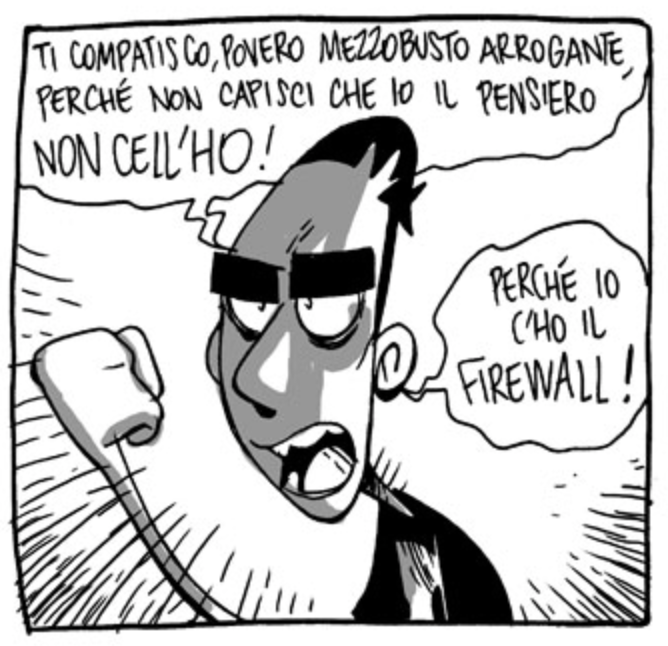 TI COMPATISCO, POVERO MEZZOBUSTO ARROGANTE,
PERCHÉ NON CAPISCI CHE IO IL PENSIERO
NON CELL'HO!
PERCHÉ IO
C'HO IL
FIREWALL!